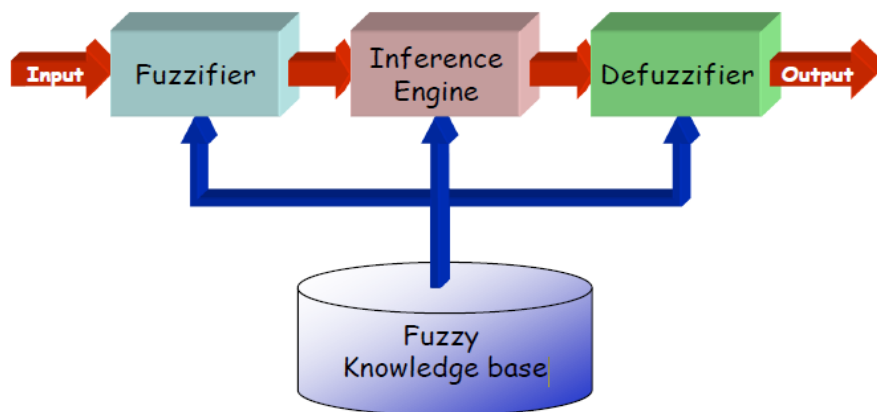 Input
Fuzzifier
Inference
Engine
Defuzzifier
Output
Fuzzy
Knowledge base